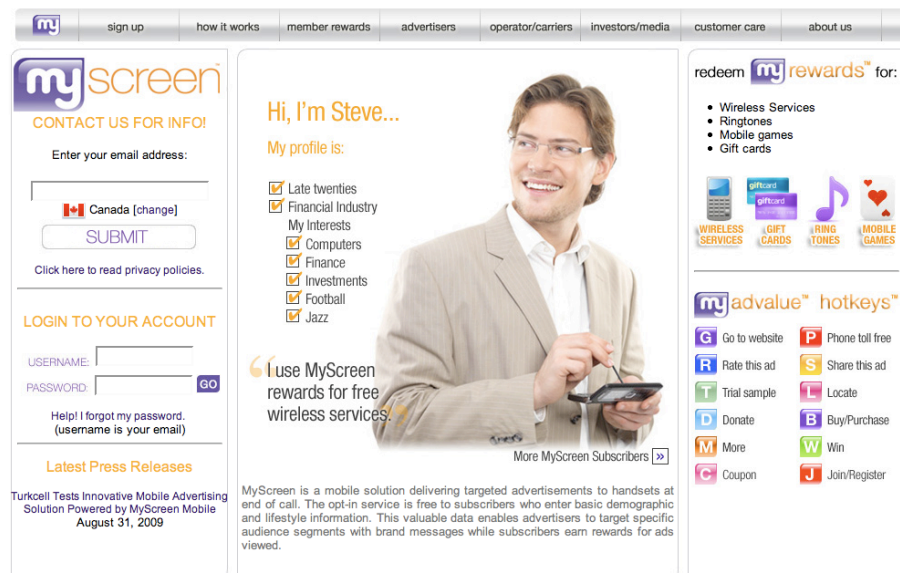 my
sign up
how it works
member rewards
advertisers
operator/carriers
investors/media
customer care
about us
myscreen™
CONTACT US FOR INFO!
Enter your email address:
Canada [change]
SUBMIT
Click here to read privacy policies.
LOGIN TO YOUR ACCOUNT
USERNAME:
PASSWORD:
GO
Help! I forgot my password.
(username is your email)
Latest Press Releases
Turkcell Tests Innovative Mobile Advertising
Solution Powered by MyScreen Mobile
August 31, 2009
Hi, I'm Steve...
My profile is:
Late twenties
Financial Industry
My Interests
Computers
Finance
Investments
Football
Jazz
“I use MyScreen
rewards for free
wireless services.”
More MyScreen Subscribers »
MyScreen is a mobile solution delivering targeted advertisements to handsets at
end of call. The opt-in service is free to subscribers who enter basic demographic
and lifestyle information. This valuable data enables advertisers to target specific
audience segments with brand messages while subscribers earn rewards for ads
viewed.
redeem my rewards™ for:
• Wireless Services
• Ringtones
• Mobile games
• Gift cards
giftcard
giftcard
WIRELESS
SERVICES
GIFT
CARDS
RING
TONES
MOBILE
GAMES
my advalue™ hotkeys™
G Go to website
P Phone toll free
R Rate this ad
S Share this ad
T Trial sample
L Locate
D Donate
B Buy/Purchase
M More
W Win
C Coupon
J Join/Register